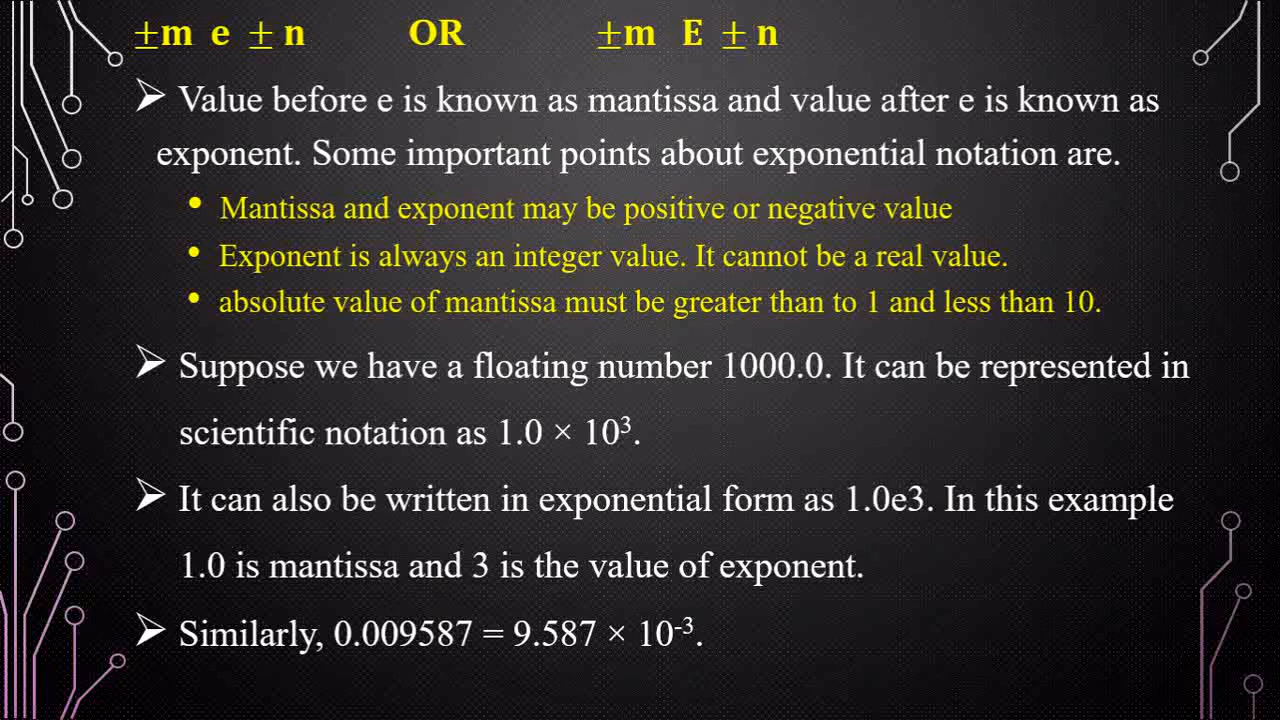 ±m e ± n OR ±m E ± n
➢ Value before e is known as mantissa and value after e is known as
exponent. Some important points about exponential notation are.
• Mantissa and exponent may be positive or negative value
• Exponent is always an integer value. It cannot be a real value.
• absolute value of mantissa must be greater than to 1 and less than 10.
➢ Suppose we have a floating number 1000.0. It can be represented in
scientific notation as 1.0 × 10³.
➢ It can also be written in exponential form as 1.0e3. In this example
1.0 is mantissa and 3 is the value of exponent.
➢ Similarly, 0.009587 = 9.587 × 10⁻³.